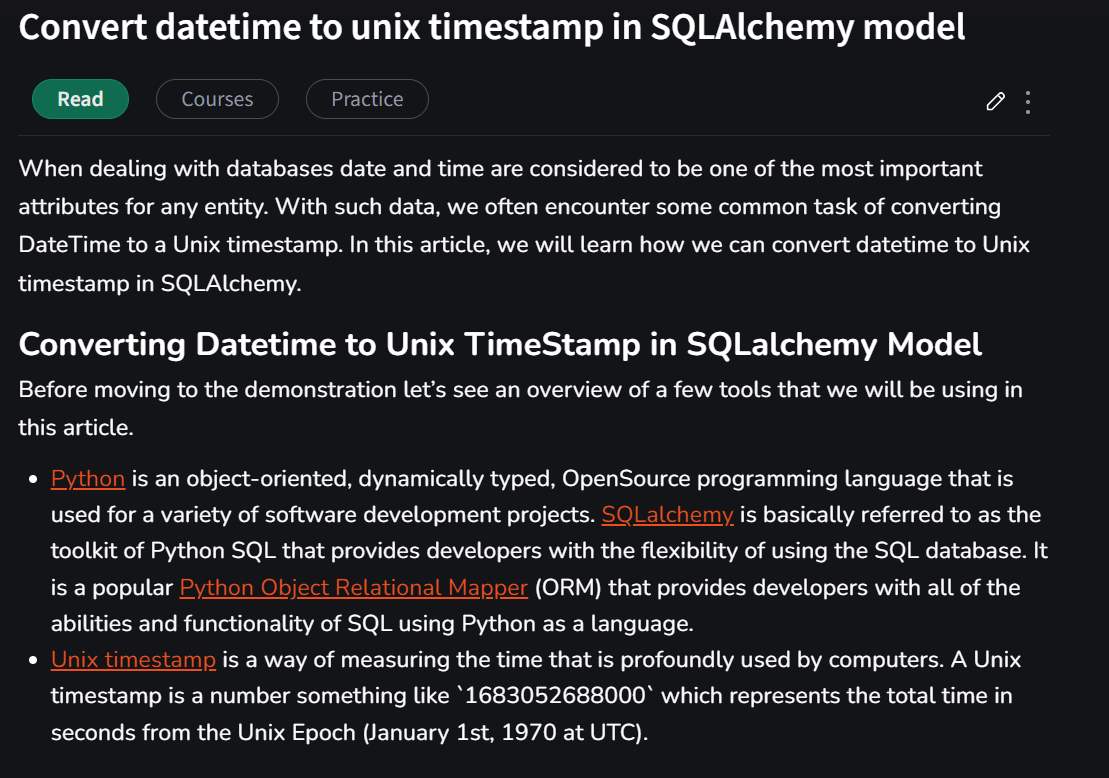 Convert datetime to unix timestamp in SQLAlchemy model
Read Courses Practice
When dealing with databases date and time are considered to be one of the most important
attributes for any entity. With such data, we often encounter some common task of converting
DateTime to a Unix timestamp. In this article, we will learn how we can convert datetime to Unix
timestamp in SQLAlchemy.
Converting Datetime to Unix TimeStamp in SQLalchemy Model
Before moving to the demonstration let’s see an overview of a few tools that we will be using in
this article.
• Python is an object-oriented, dynamically typed, OpenSource programming language that is
used for a variety of software development projects. SQLalchemy is basically referred to as the
toolkit of Python SQL that provides developers with the flexibility of using the SQL database. It
is a popular Python Object Relational Mapper (ORM) that provides developers with all of the
abilities and functionality of SQL using Python as a language.
• Unix timestamp is a way of measuring the time that is profoundly used by computers. A Unix
timestamp is a number something like `1683052688000` which represents the total time in
seconds from the Unix Epoch (January 1st, 1970 at UTC).